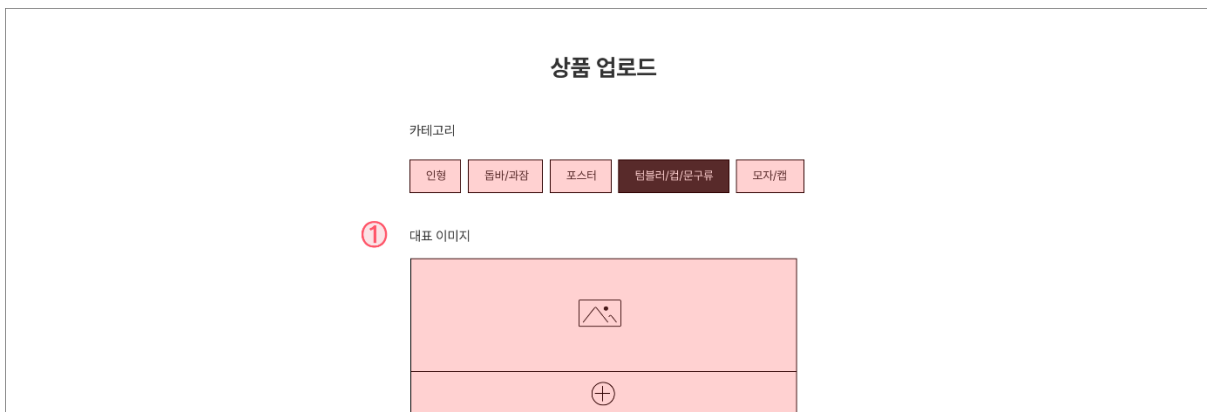 상품 업로드
카테고리
인형 돕바/과잠 포스터 텀블러/컵/문구류 모자/캡
① 대표 이미지